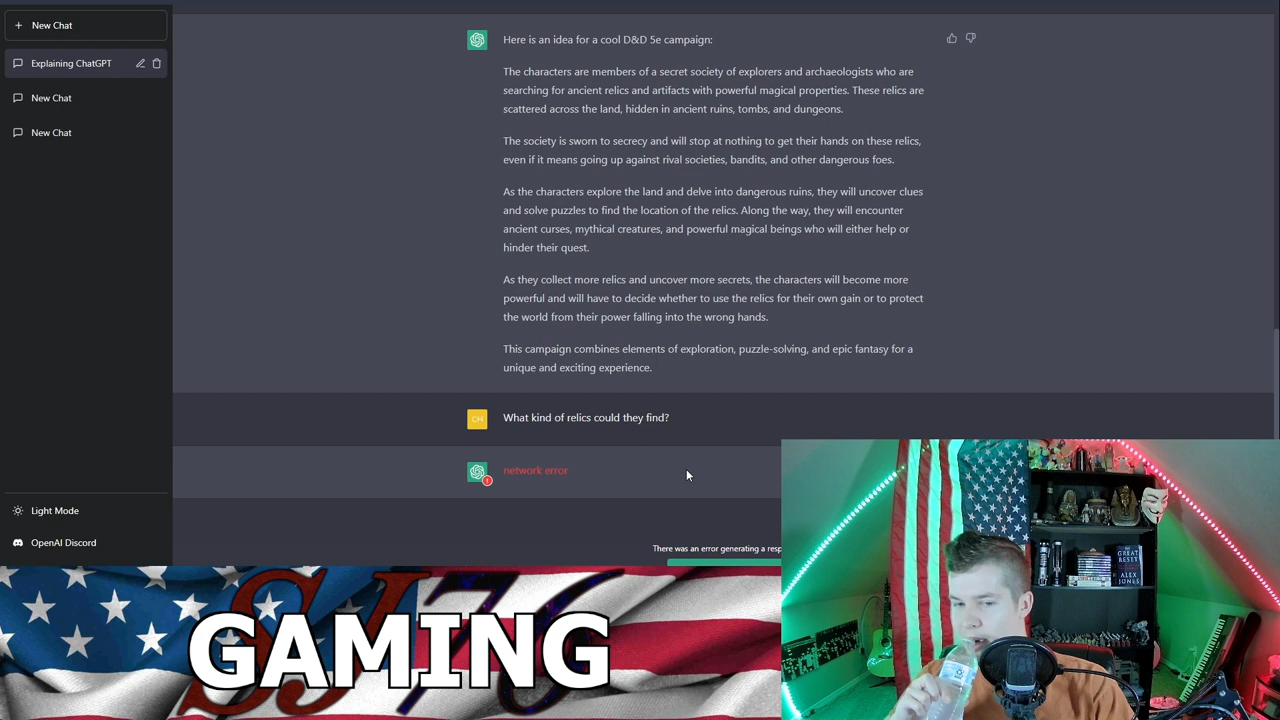 New Chat
Explaining ChatGPT
New Chat
New Chat
Light Mode
OpenAI Discord
Here is an idea for a cool D&D 5e campaign:
The characters are members of a secret society of explorers and archaeologists who are
searching for ancient relics and artifacts with powerful magical properties. These relics are
scattered across the land, hidden in ancient ruins, tombs, and dungeons.
The society is sworn to secrecy and will stop at nothing to get their hands on these relics,
even if it means going up against rival societies, bandits, and other dangerous foes.
As the characters explore the land and delve into dangerous ruins, they will uncover clues
and solve puzzles to find the location of the relics. Along the way, they will encounter
ancient curses, mythical creatures, and powerful magical beings who will either help or
hinder their quest.
As they collect more relics and uncover more secrets, the characters will become more
powerful and will have to decide whether to use the relics for their own gain or to protect
the world from their power falling into the wrong hands.
This campaign combines elements of exploration, puzzle-solving, and epic fantasy for a
unique and exciting experience.
CH
What kind of relics could they find?
network error
There was an error generating a resp
SJ76
GAMING
THE
GREAT
RESET
ALEX
JONES